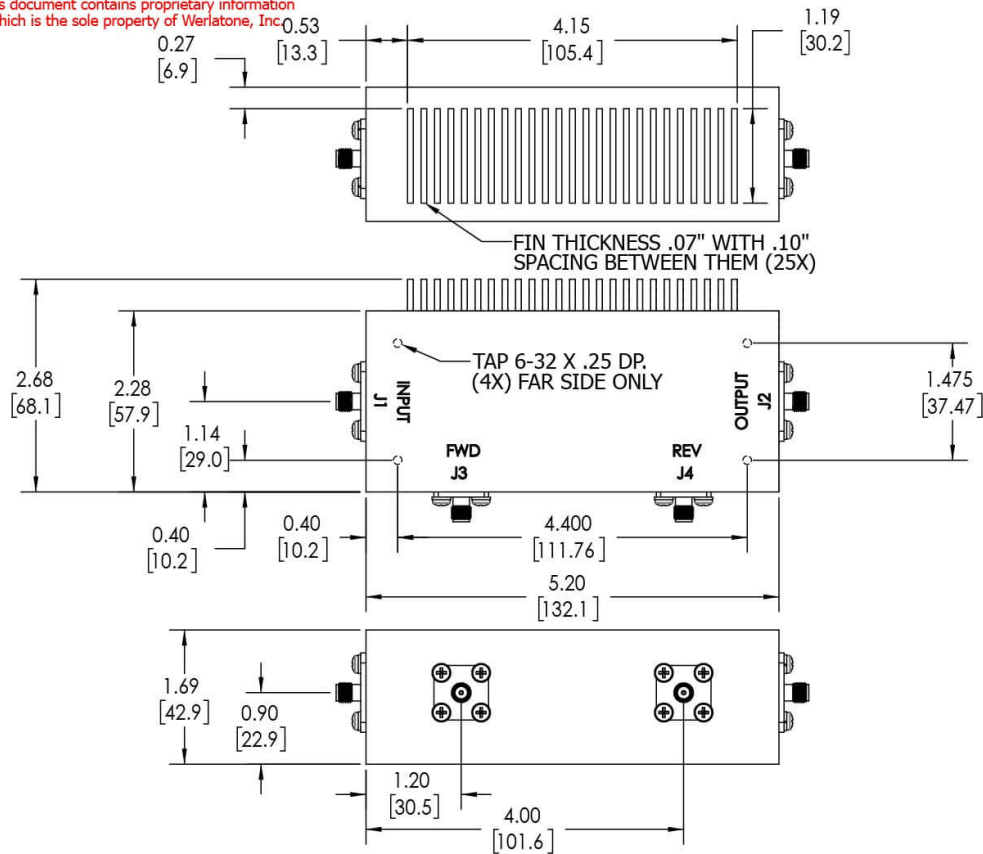 s document contains proprietary information
hich is the sole property of Werlatone, Inc.
0.53
[13.3]
4.15
[105.4]
1.19
[30.2]
0.27
[6.9]
FIN THICKNESS .07" WITH .10"
SPACING BETWEEN THEM (25X)
TAP 6-32 X .25 DP.
(4X) FAR SIDE ONLY
2.68
[68.1]
2.28
[57.9]
1.14
[29.0]
J1
INPUT
OUTPUT
J2
1.475
[37.47]
FWD
J3
REV
J4
0.40
[10.2]
0.40
[10.2]
4.400
[111.76]
5.20
[132.1]
1.69
[42.9]
0.90
[22.9]
1.20
[30.5]
4.00
[101.6]